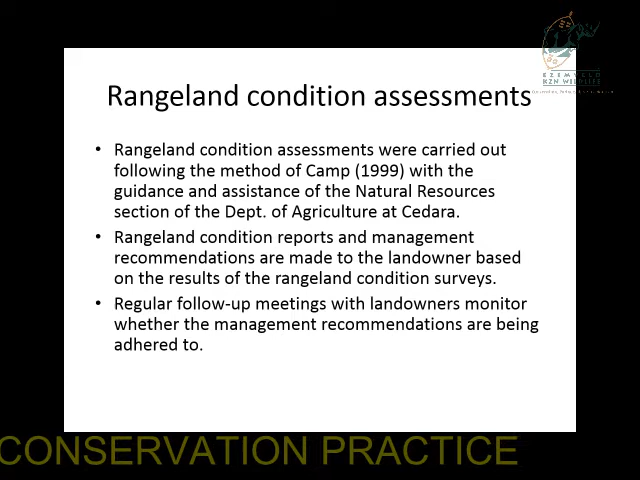 EZEMVELO
KZN WILDLIFE
Rangeland condition assessments
• Rangeland condition assessments were carried out
following the method of Camp (1999) with the
guidance and assistance of the Natural Resources
section of the Dept. of Agriculture at Cedara.
• Rangeland condition reports and management
recommendations are made to the landowner based
on the results of the rangeland condition surveys.
• Regular follow-up meetings with landowners monitor
whether the management recommendations are being
adhered to.
CONSERVATION PRACTICE